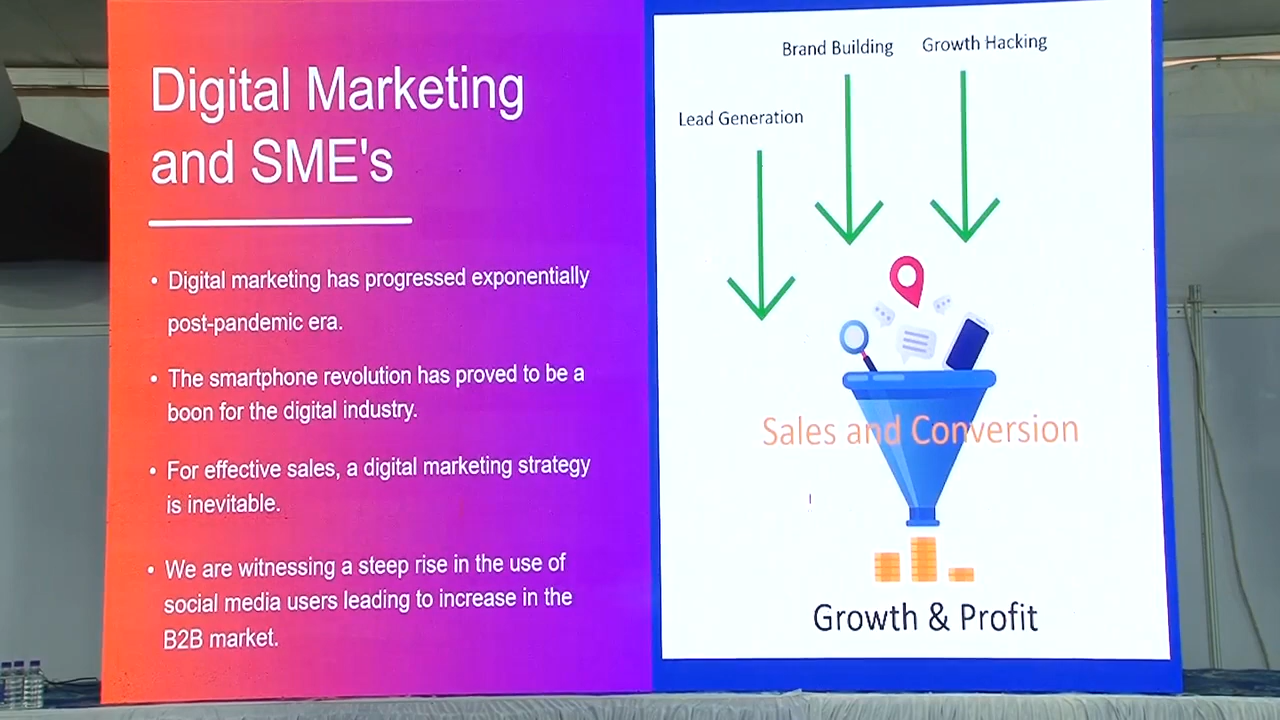 Digital Marketing
and SME's
• Digital marketing has progressed exponentially
post-pandemic era.
• The smartphone revolution has proved to be a
boon for the digital industry.
• For effective sales, a digital marketing strategy
is inevitable.
• We are witnessing a steep rise in the use of
social media users leading to increase in the
B2B market.
Brand Building Growth Hacking
Lead Generation
Sales and Conversion
Growth & Profit